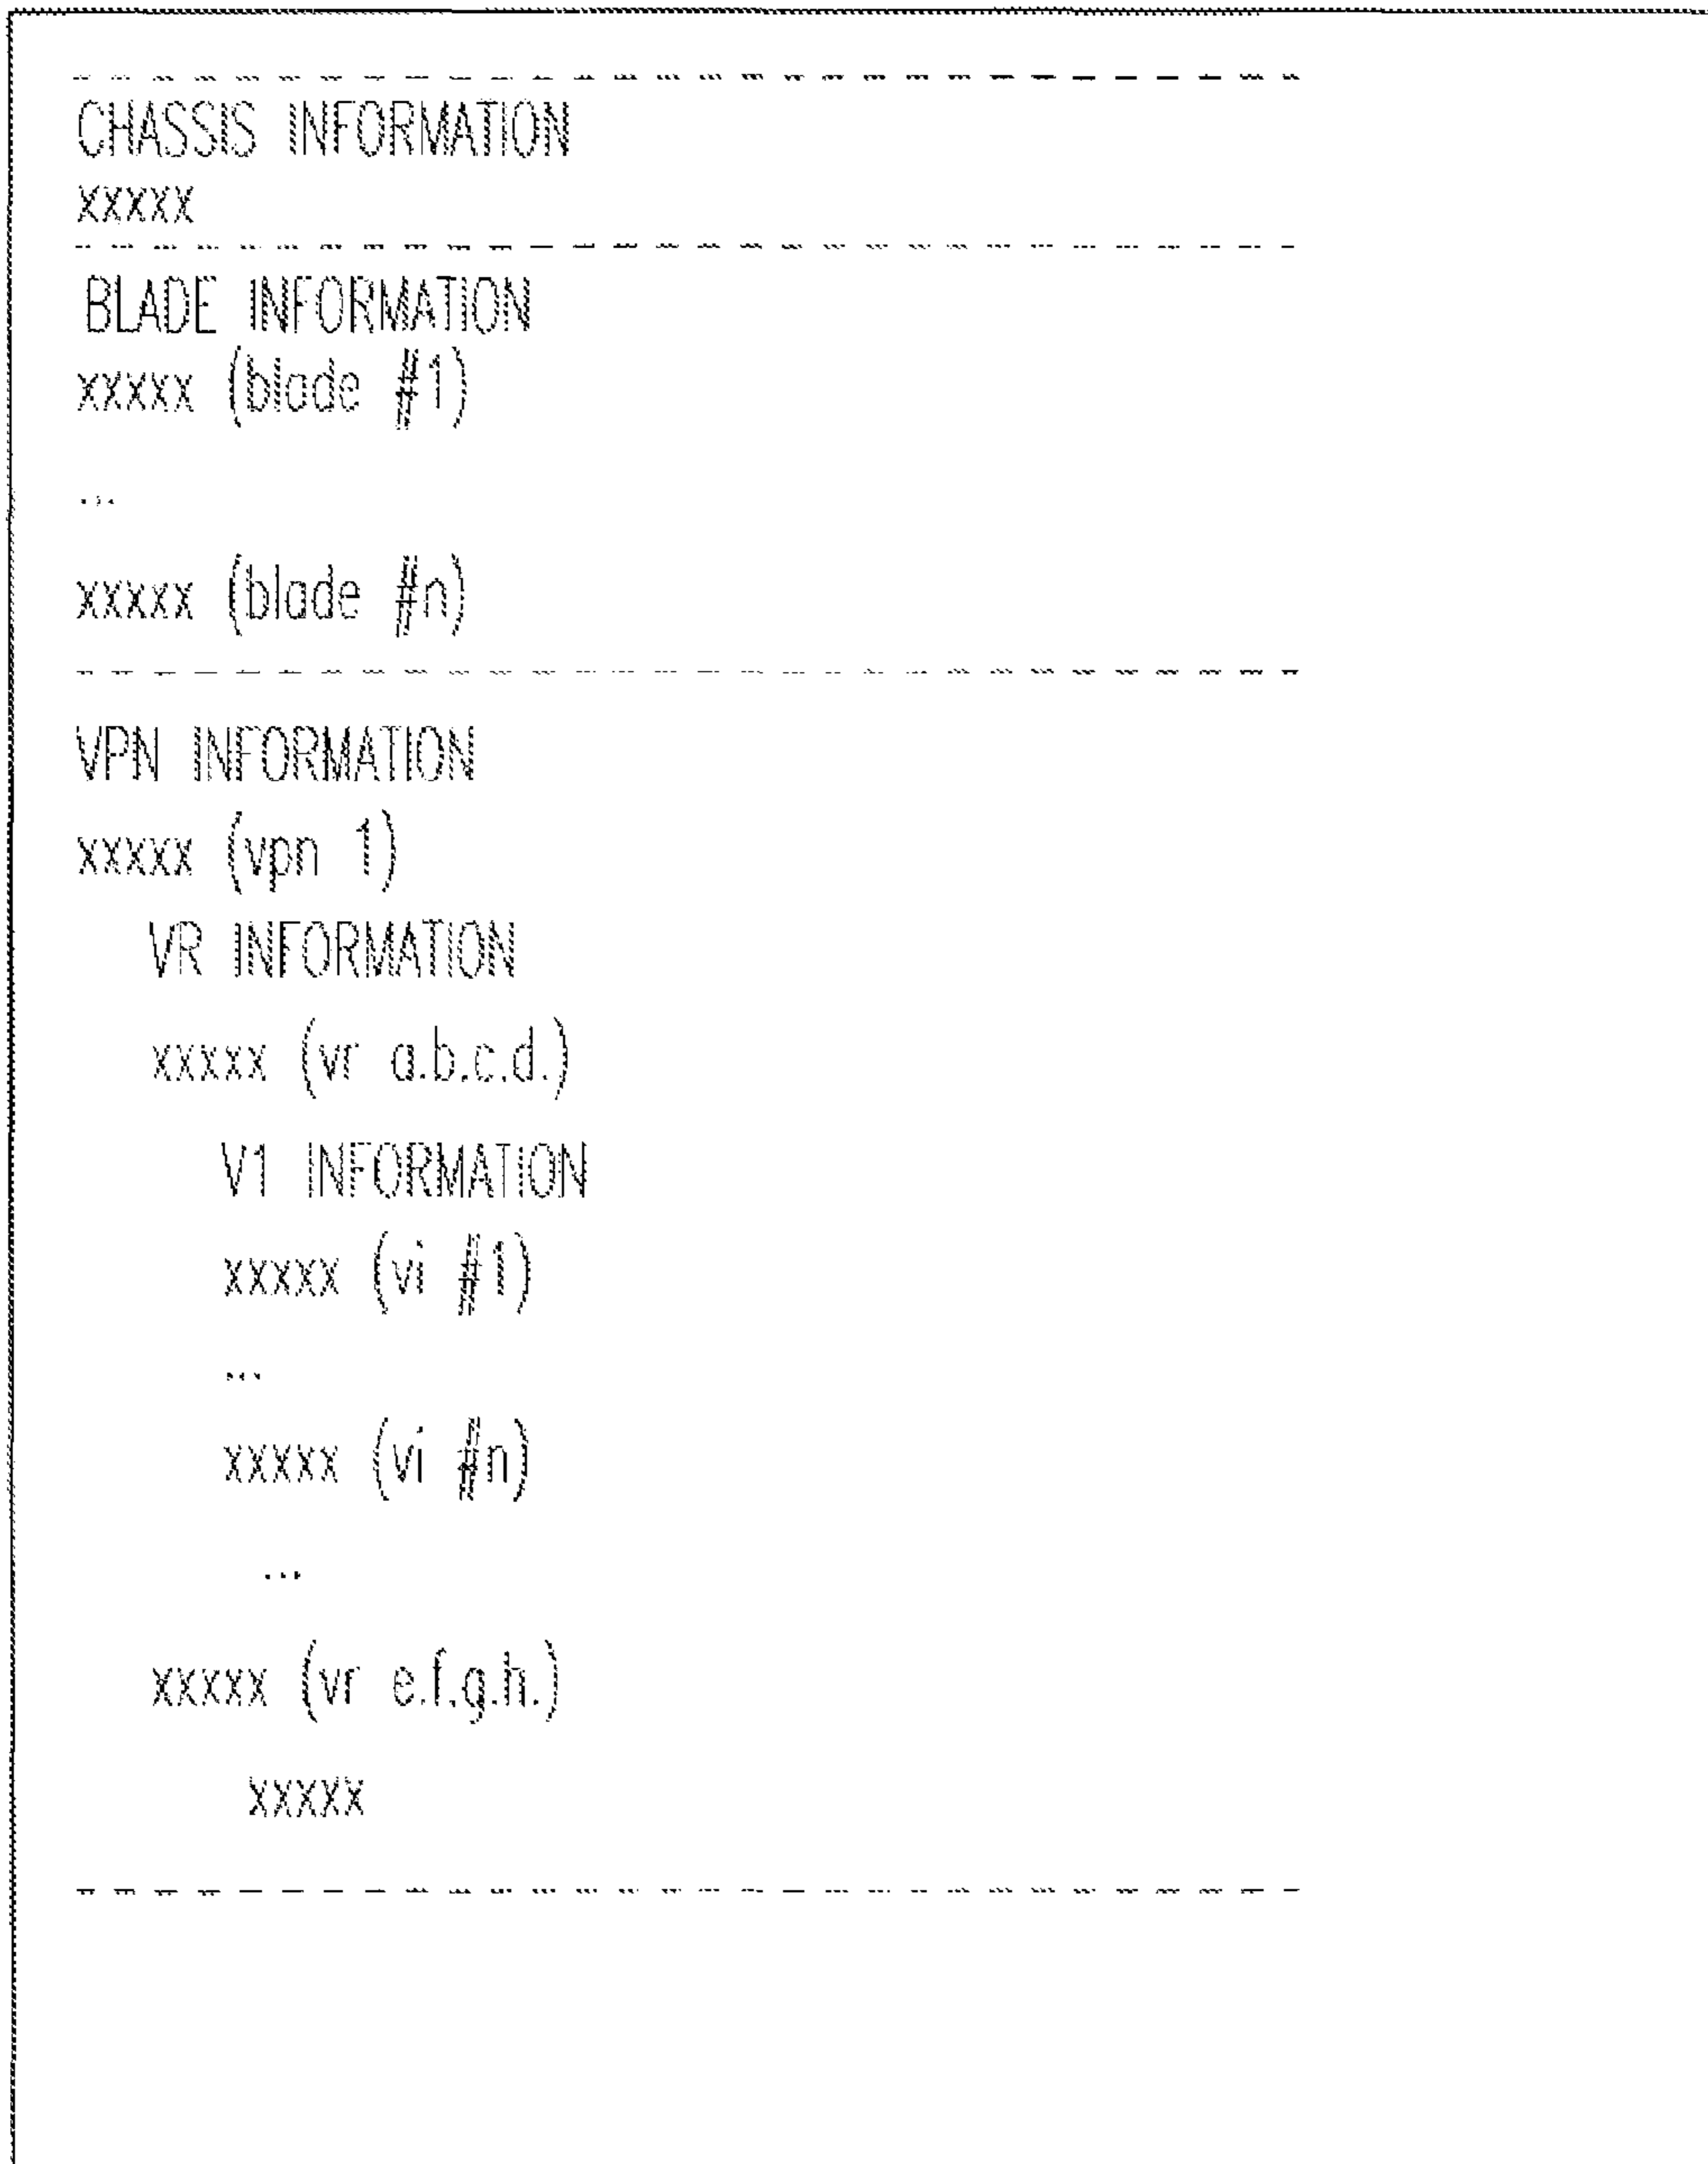 CHASSIS INFORMATION
xxxxx
BLADE INFORMATION
xxxxx (blade #1)
...
xxxxx (blade #n)
VPN INFORMATION
xxxxx (vpn 1)
VR INFORMATION
xxxxx (vr a.b.c.d.)
V1 INFORMATION
xxxxx (vi #1)
...
xxxxx (vi #n)
...
xxxxx (vr e.f.g.h.)
xxxxx